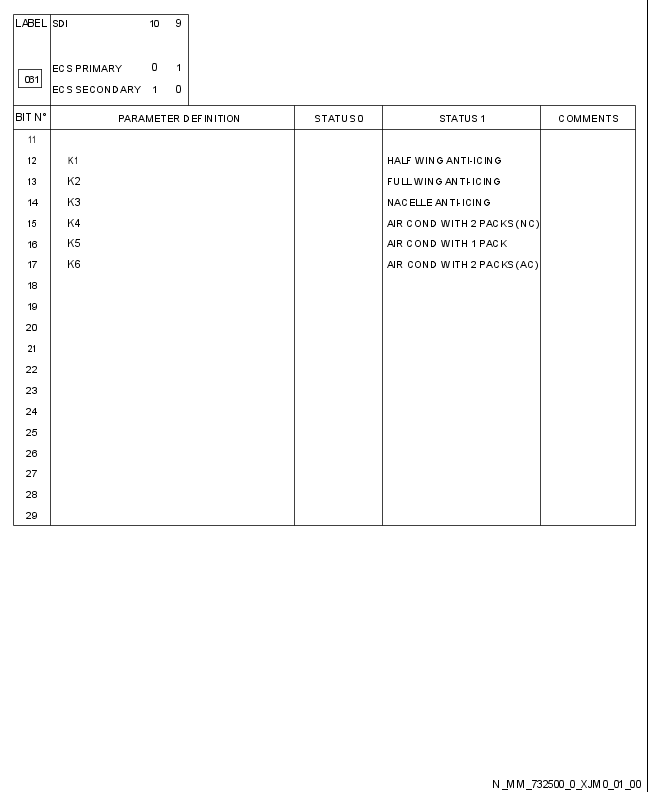 LABEL SDI 10 9
ECS PRIMARY 0 1
061
ECS SECONDARY 1 0
BIT N° PARAMETER DEFINITION STATUS 0 STATUS 1 COMMENTS
11
12 K1 HALF WING ANTI-ICING
13 K2 FULL WING ANTI-ICING
14 K3 NACELLE ANTI-ICING
15 K4 AIR COND WITH 2 PACKS (NC)
16 K5 AIR COND WITH 1 PACK
17 K6 AIR COND WITH 2 PACKS (AC)
18
19
20
21
22
23
24
25
26
27
28
29
N_MM_732500_0_XJM0_01_00